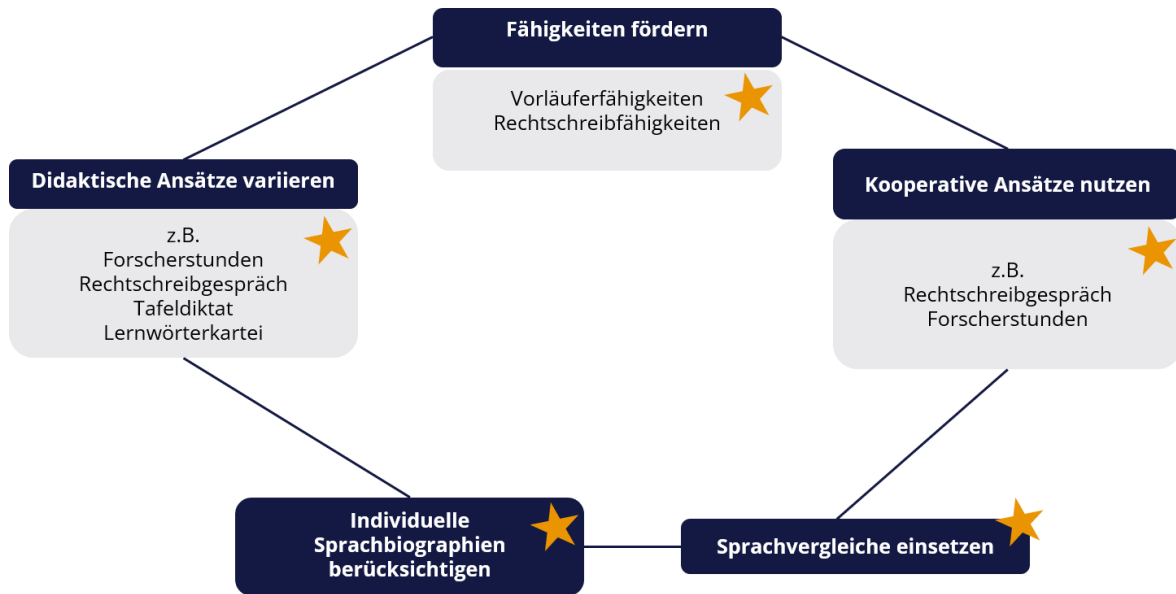 Fähigkeiten fördern
Vorläuferfähigkeiten
Rechtschreibfähigkeiten
Didaktische Ansätze variieren
z.B.
Forscherstunden
Rechtschreibgespräch
Tafeldiktat
Lernwörterkartei
Kooperative Ansätze nutzen
z.B.
Rechtschreibgespräch
Forscherstunden
Individuelle
Sprachbiographien
berücksichtigen
Sprachvergleiche einsetzen